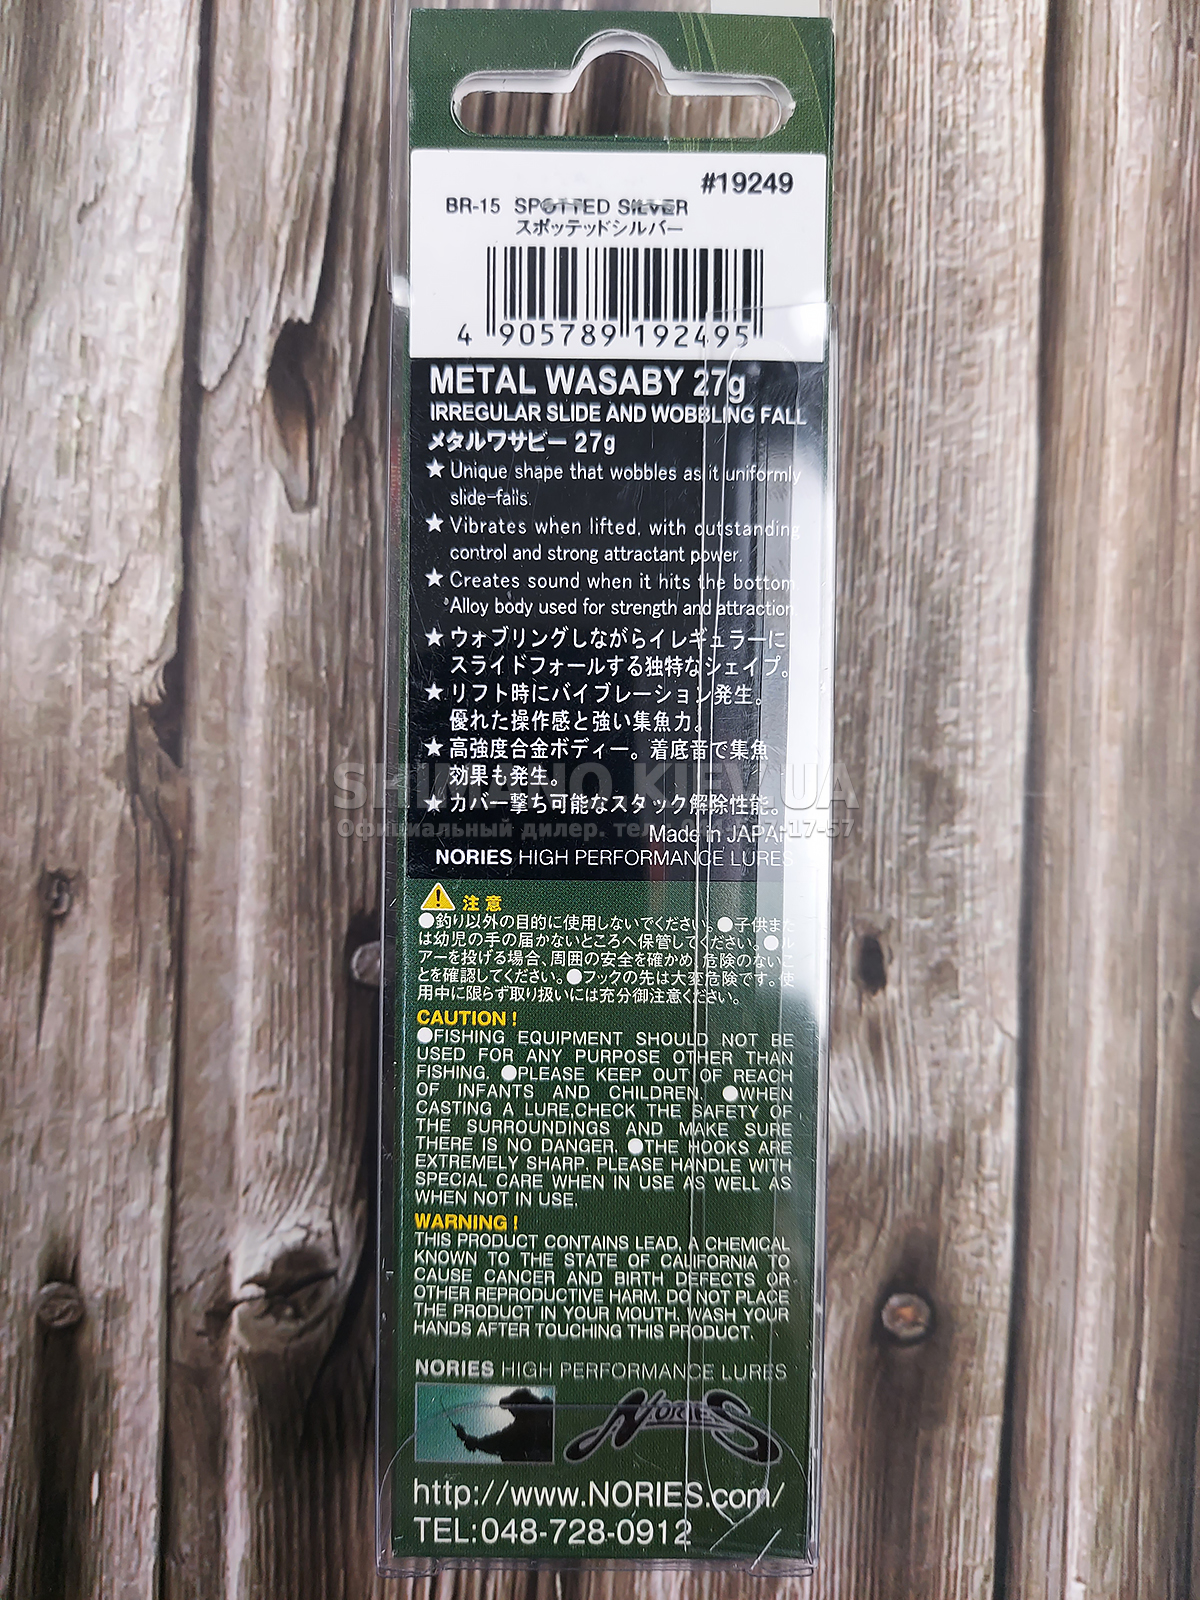 #19249
BR-15 SPOTTED SILVER
スポッテッドシルバー
4 905789 192495
METAL WASABY 27g
IRREGULAR SLIDE AND WOBBLING FALL
メタルワサビー 27g
★ Unique shape that wobbles as it uniformly
slide-falls.
★ Vibrates when lifted, with outstanding
control and strong attractant power.
★ Creates sound when it hits the bottom
Alloy body used for strength and attraction
★ ウォブリングしながらイレギュラーに
スライドフォールする独特なシェイプ。
★ リフト時にバイブレーション発生。
優れた操作感と強い集魚力。
★ 高強度合金ボディー。着底音で集魚
効果も発生。
★ カバー撃ち可能なスタック解除性能。
SHIMANO.KIEV.UA
Официальный дилер. тел. 17-57
Made in JAPAN
NORIES HIGH PERFORMANCE LURES
注意
●釣り以外の目的に使用しないでください。●子供また
は幼児の手の届かないところへ保管してください。●ル
アーを投げる場合、周囲の安全を確かめ、危険のないこ
とを確認してください。●フックの先は大変危険です。使
用中に限らず取り扱いには充分御注意ください。
CAUTION!
●FISHING EQUIPMENT SHOULD NOT BE
USED FOR ANY PURPOSE OTHER THAN
FISHING. ●PLEASE KEEP OUT OF REACH
OF INFANTS AND CHILDREN. ●WHEN
CASTING A LURE,CHECK THE SAFETY OF
THE SURROUNDINGS AND MAKE SURE
THERE IS NO DANGER. ●THE HOOKS ARE
EXTREMELY SHARP. PLEASE HANDLE WITH
SPECIAL CARE WHEN IN USE AS WELL AS
WHEN NOT IN USE.
WARNING!
THIS PRODUCT CONTAINS LEAD, A CHEMICAL
KNOWN TO THE STATE OF CALIFORNIA TO
CAUSE CANCER AND BIRTH DEFECTS OR
OTHER REPRODUCTIVE HARM. DO NOT PLACE
THE PRODUCT IN YOUR MOUTH. WASH YOUR
HANDS AFTER TOUCHING THIS PRODUCT.
NORIES HIGH PERFORMANCE LURES
NORIES
http://www.NORIES.com/
TEL:048-728-0912